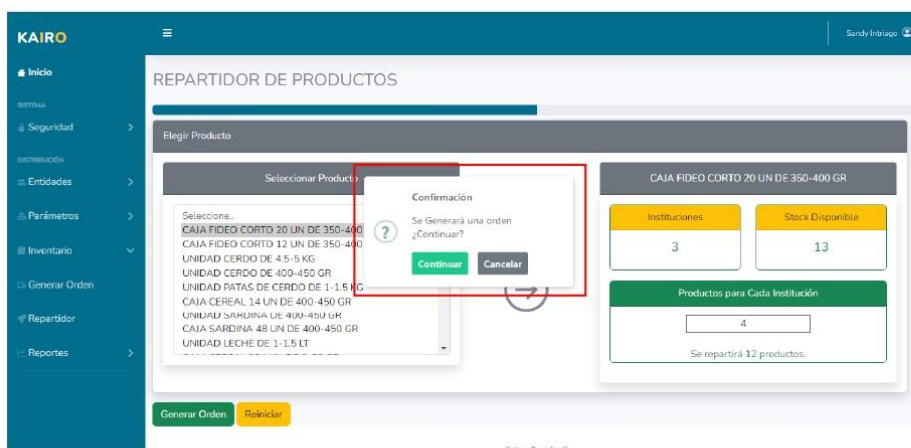 KAIRO
Sandy Intriago
Inicio
SISTEMA
Seguridad
DISTRIBUCIÓN
Entidades
Parámetros
Inventario
Generar Orden
Repartidor
Reportes
REPARTIDOR DE PRODUCTOS
Elegir Producto
Seleccionar Producto
Seleccione..
CAJA FIDEO CORTO 20 UN DE 350-400
CAJA FIDEO CORTO 12 UN DE 350-400
UNIDAD CERDO DE 4.5-5 KG
UNIDAD CERDO DE 400-450 GR
UNIDAD PATAS DE CERDO DE 1-1.5 KG
CAJA CEREAL 14 UN DE 400-450 GR
UNIDAD SARDINA DE 400-450 GR
CAJA SARDINA 48 UN DE 400-450 GR
UNIDAD LECHE DE 1-1.5 LT
Confirmación
Se Generará una orden
¿Continuar?
Continuar Cancelar
CAJA FIDEO CORTO 20 UN DE 350-400 GR
Instituciones Stock Disponible
3 13
Productos para Cada Institución
4
Se repartirá 12 productos.
Generar Orden Reiniciar